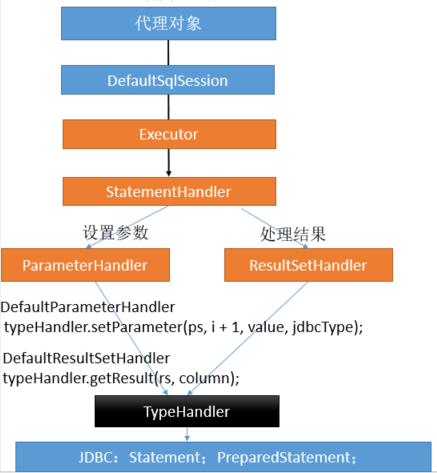 代理对象
DefaultSqlSession
Executor
StatementHandler
设置参数
处理结果
ParameterHandler
ResultSetHandler
DefaultParameterHandler
typeHandler.setParameter(ps, i + 1, value, jdbcType);
DefaultResultSetHandler
typeHandler.getResult(rs, column);
TypeHandler
JDBC：Statement；PreparedStatement；